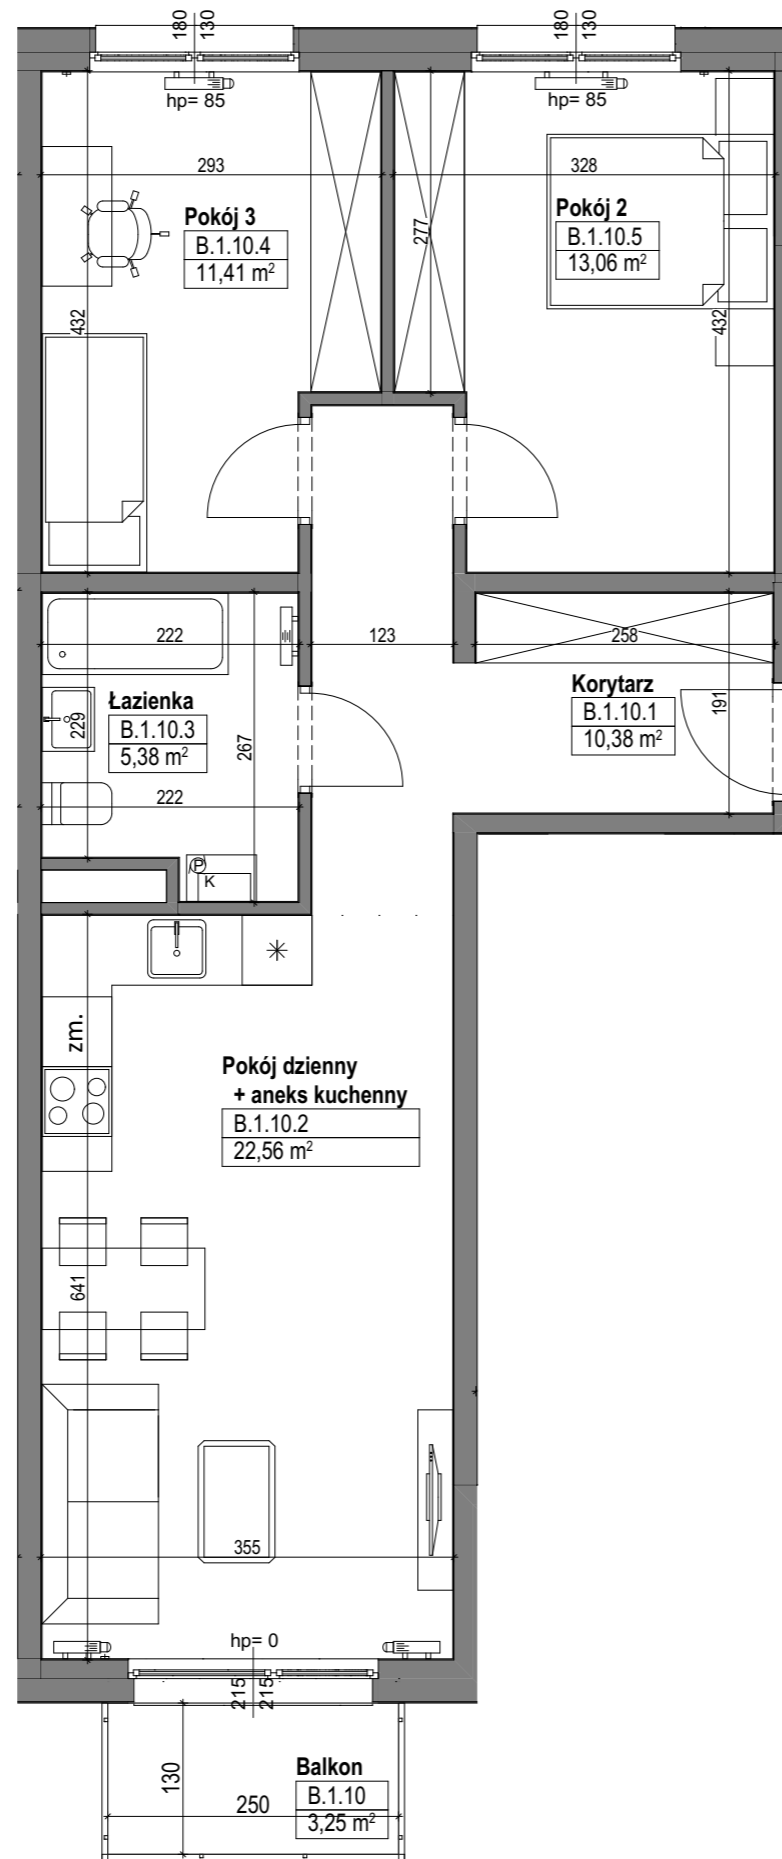 180
130
180
130
hp= 85
hp= 85
293
328
Pokój 3
B.1.10.4
11,41 m²
277
Pokój 2
B.1.10.5
13,06 m²
432
432
222
123
258
Łazienka
B.1.10.3
5,38 m²
229
267
222
Korytarz
B.1.10.1
10,38 m²
191
P
K
zm.
Pokój dzienny
+ aneks kuchenny
B.1.10.2
22,56 m²
641
355
hp= 0
215
215
130
250
Balkon
B.1.10
3,25 m²